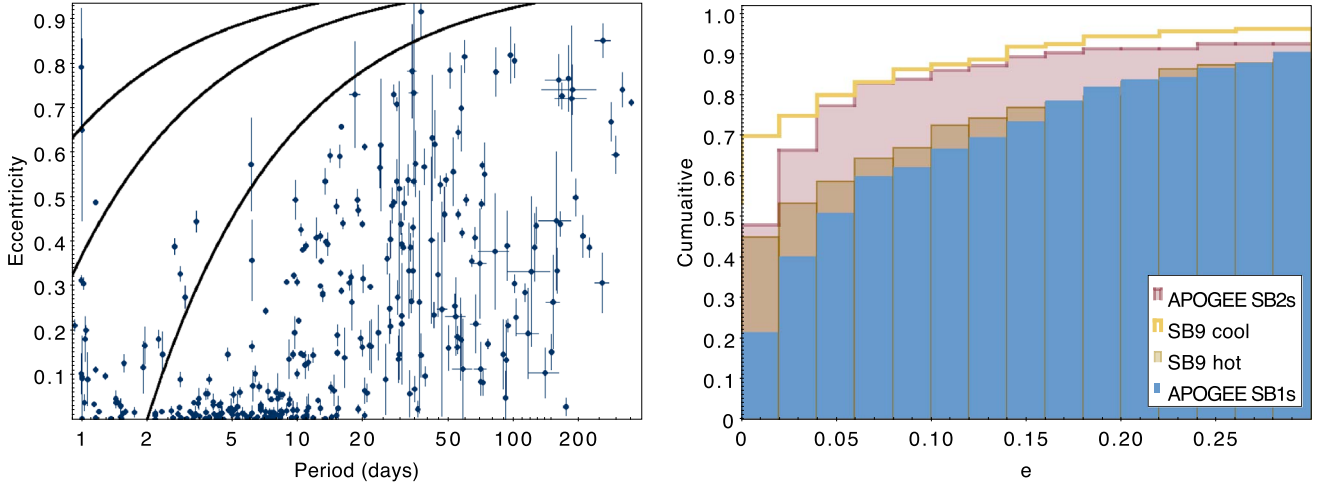 0.9
0.8
0.7
0.6
0.5
0.4
0.3
0.2
0.1
Eccentricity
1 2 5 10 20 50 100 200
Period (days)
1.0
0.9
0.8
0.7
0.6
0.5
0.4
0.3
0.2
0.1
0
Cumuaitive
0 0.05 0.10 0.15 0.20 0.25
e
APOGEE SB2s
SB9 cool
SB9 hot
APOGEE SB1s